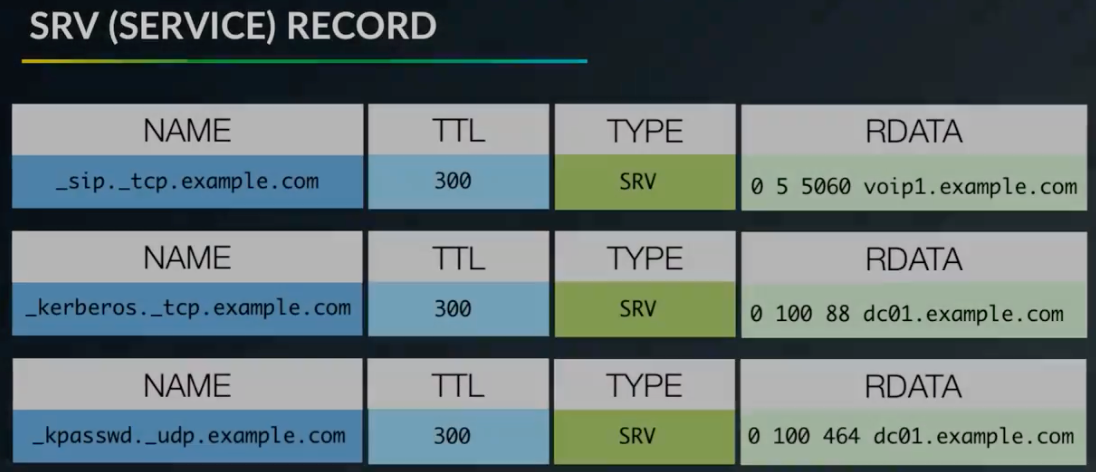 SRV (SERVICE) RECORD
NAME TTL TYPE RDATA
_sip._tcp.example.com 300 SRV 0 5 5060 voip1.example.com
NAME TTL TYPE RDATA
_kerberos._tcp.example.com 300 SRV 0 100 88 dc01.example.com
NAME TTL TYPE RDATA
_kpasswd._udp.example.com 300 SRV 0 100 464 dc01.example.com